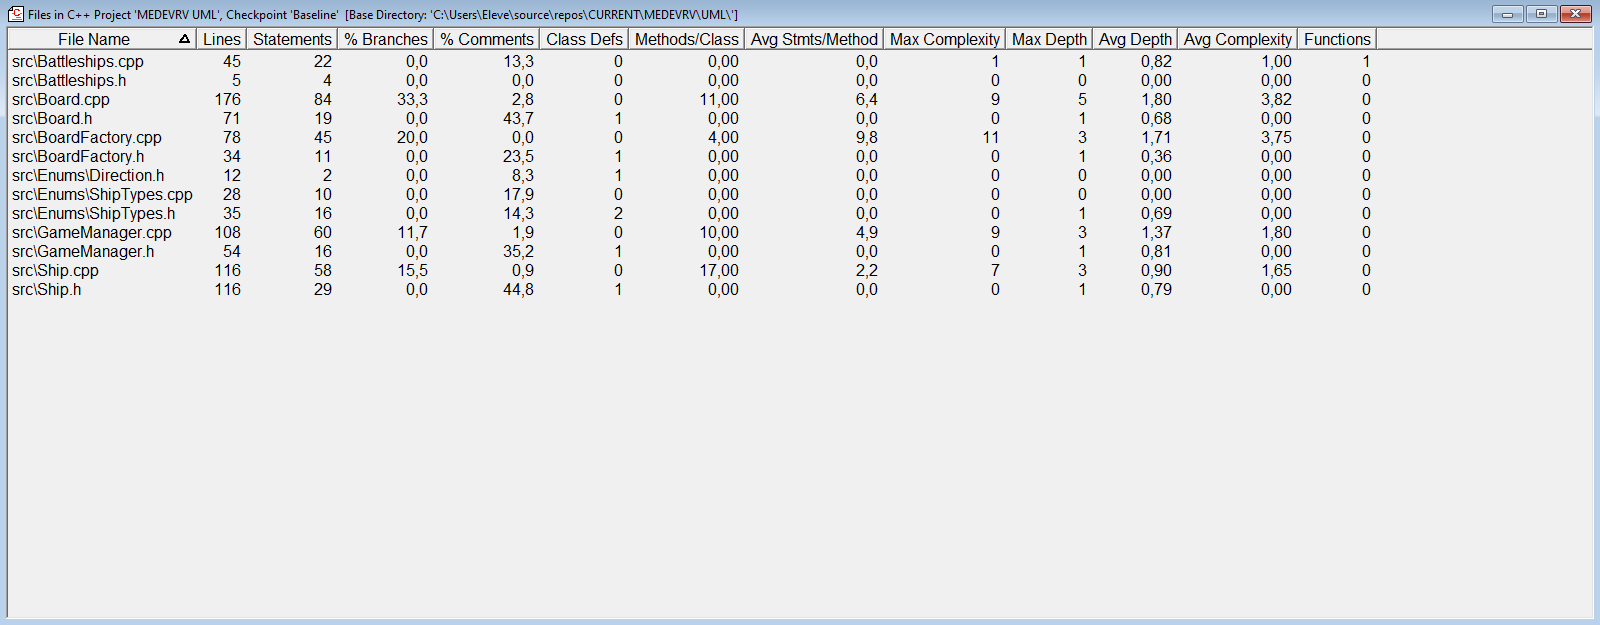 Files in C++ Project 'MEDEVRV UML', Checkpoint 'Baseline'  [Base Directory: 'C:\Users\Eleve\source\repos\CURRENT\MEDEVRV\UML\']
File Name Lines Statements % Branches % Comments Class Defs Methods/Class Avg Stmts/Method Max Complexity Max Depth Avg Depth Avg Complexity Functions
src\Battleships.cpp 45 22 0,0 13,3 0 0,00 0,0 1 1 0,82 1,00 1
src\Battleships.h 5 4 0,0 0,0 0 0,00 0,0 0 0 0,00 0,00 0
src\Board.cpp 176 84 33,3 2,8 0 11,00 6,4 9 5 1,80 3,82 0
src\Board.h 71 19 0,0 43,7 1 0,00 0,0 0 1 0,68 0,00 0
src\BoardFactory.cpp 78 45 20,0 0,0 0 4,00 9,8 11 3 1,71 3,75 0
src\BoardFactory.h 34 11 0,0 23,5 1 0,00 0,0 0 1 0,36 0,00 0
src\Enums\Direction.h 12 2 0,0 8,3 1 0,00 0,0 0 0 0,00 0,00 0
src\Enums\ShipTypes.cpp 28 10 0,0 17,9 0 0,00 0,0 0 0 0,00 0,00 0
src\Enums\ShipTypes.h 35 16 0,0 14,3 2 0,00 0,0 0 1 0,69 0,00 0
src\GameManager.cpp 108 60 11,7 1,9 0 10,00 4,9 9 3 1,37 1,80 0
src\GameManager.h 54 16 0,0 35,2 1 0,00 0,0 0 1 0,81 0,00 0
src\Ship.cpp 116 58 15,5 0,9 0 17,00 2,2 7 3 0,90 1,65 0
src\Ship.h 116 29 0,0 44,8 1 0,00 0,0 0 1 0,79 0,00 0